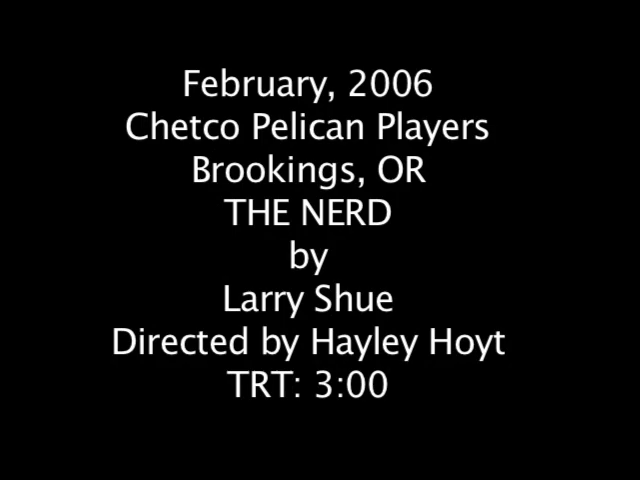 February, 2006
Chetco Pelican Players
Brookings, OR
THE NERD
by
Larry Shue
Directed by Hayley Hoyt
TRT: 3:00